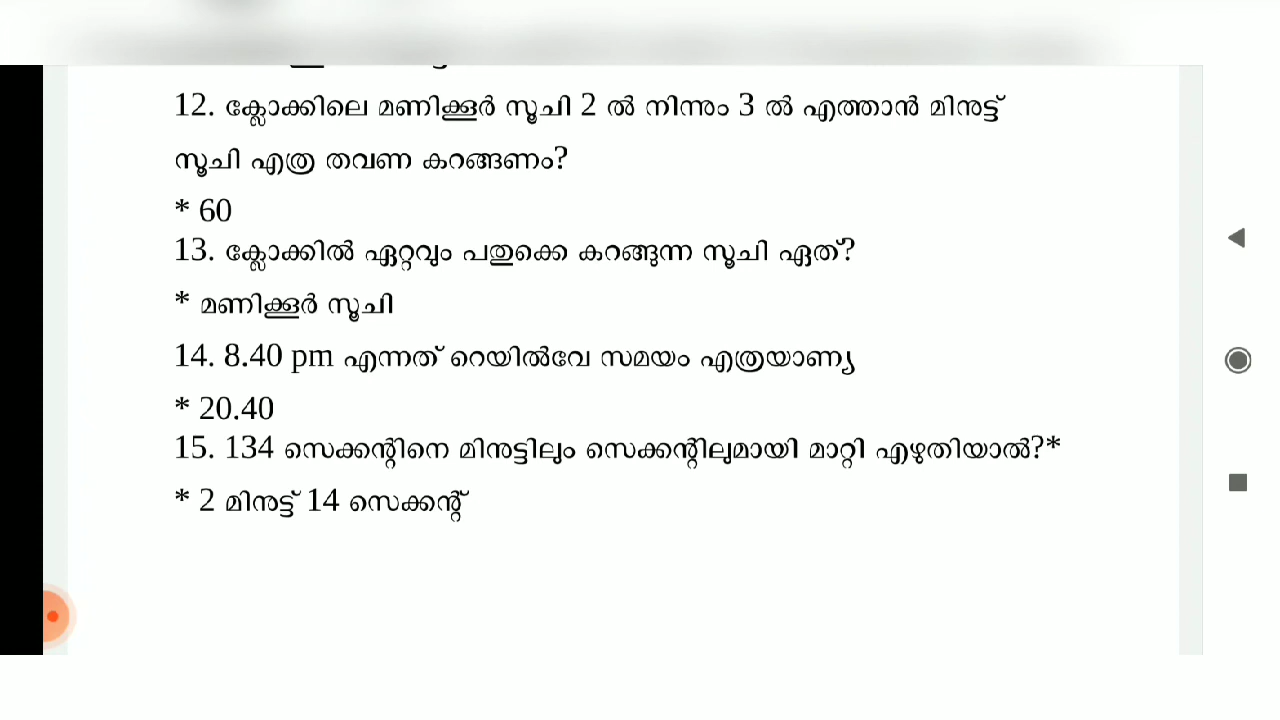 12. ക്ലോക്കിലെ മണിക്കൂർ സൂചി 2 ൽ നിന്നും 3 ൽ എത്താൻ മിനുട്ട്
സൂചി എത്ര തവണ കറങ്ങണം?
* 60
13. ക്ലോക്കിൽ ഏറ്റവും പതുക്കെ കറങ്ങുന്ന സൂചി ഏത്?
* മണിക്കൂർ സൂചി
14. 8.40 pm എന്നത് റെയിൽവേ സമയം എത്രയാണ്യ
* 20.40
15. 134 സെക്കന്റിനെ മിനുട്ടിലും സെക്കന്റിലുമായി മാറ്റി എഴുതിയാൽ?*
* 2 മിനുട്ട് 14 സെക്കന്റ്